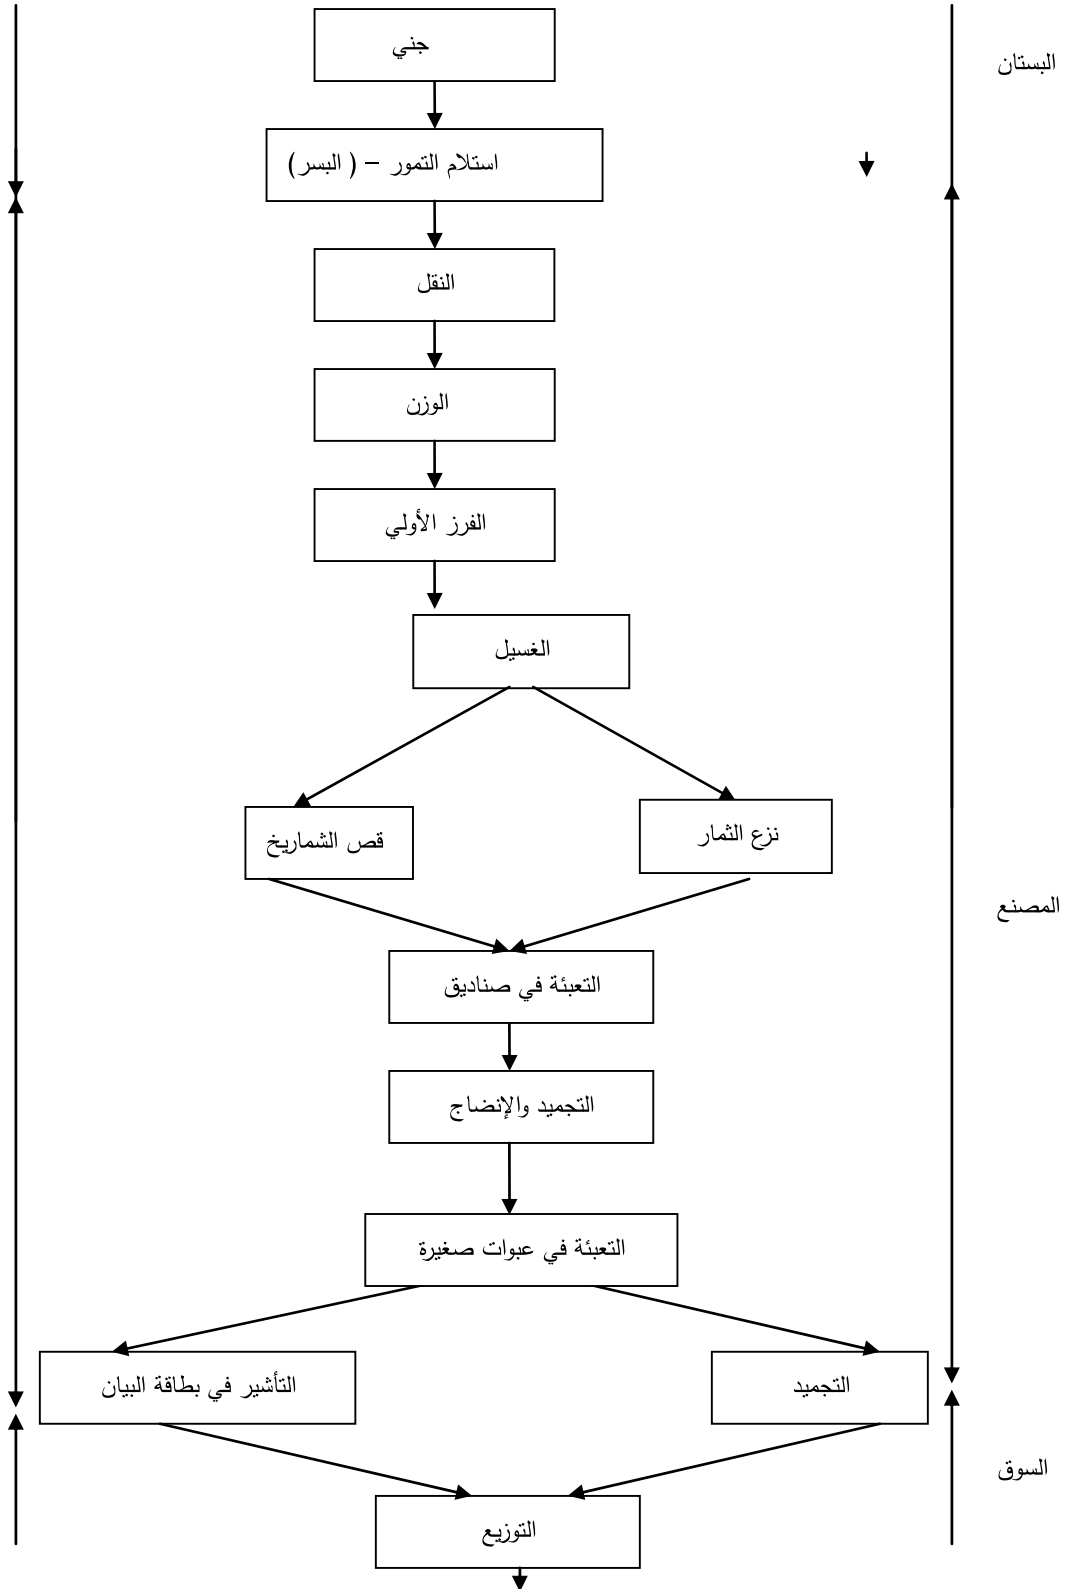 جني
البستان
استلام التمور – ( البسر)
النقل
الوزن
الفرز الأولي
الغسيل
نزع الثمار
قص الشماريخ
المصنع
التعبئة في صناديق
التجميد والإنضاج
التعبئة في عبوات صغيرة
التجميد
التأشير في بطاقة البيان
السوق
التوزيع